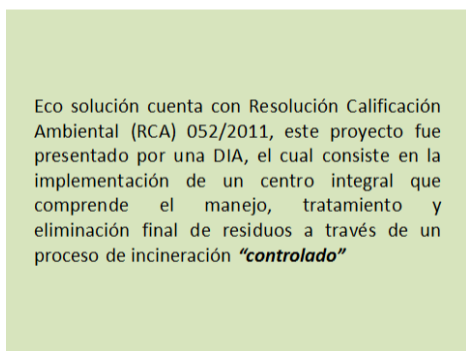 Eco solución cuenta con Resolución Calificación
Ambiental (RCA) 052/2011, este proyecto fue
presentado por una DIA, el cual consiste en la
implementación de un centro integral que
comprende el manejo, tratamiento y
eliminación final de residuos a través de un
proceso de incineración “controlado”